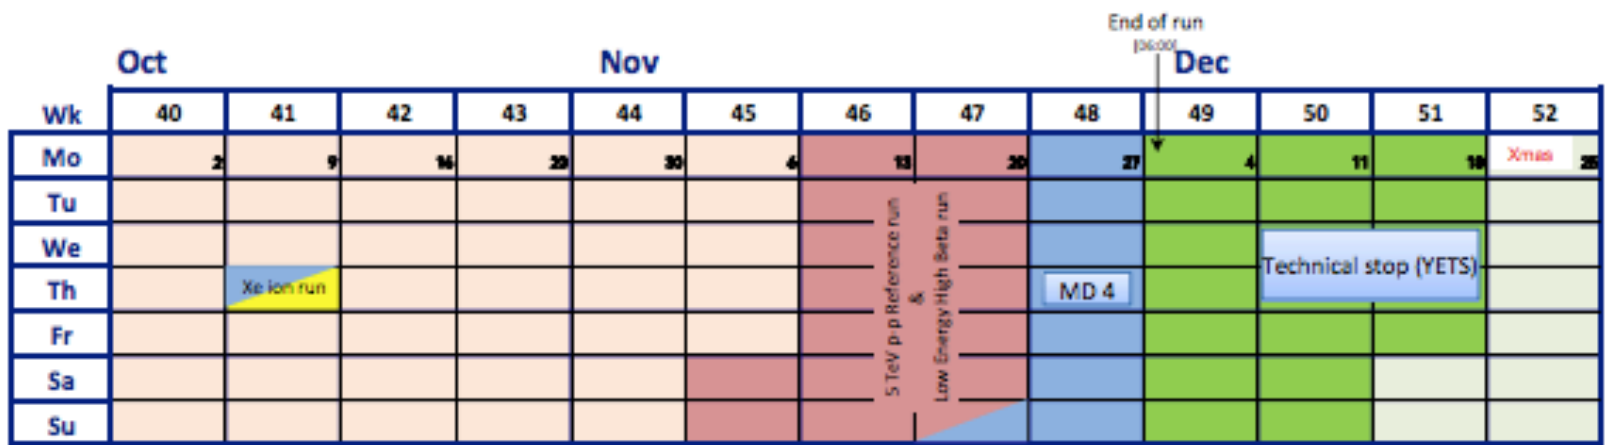 End of run
[06:00]
Oct Nov Dec
Wk 40 41 42 43 44 45 46 47 48 49 50 51 52
Mo 2 9 16 23 30 6 13 20 27 4 11 18 Xmas 25
Tu
We
Th Xe ion run MD 4 Technical stop (YETS)
Fr
Sa
Su
5 TeV p-p Reference run
&
Low Energy High Beta run